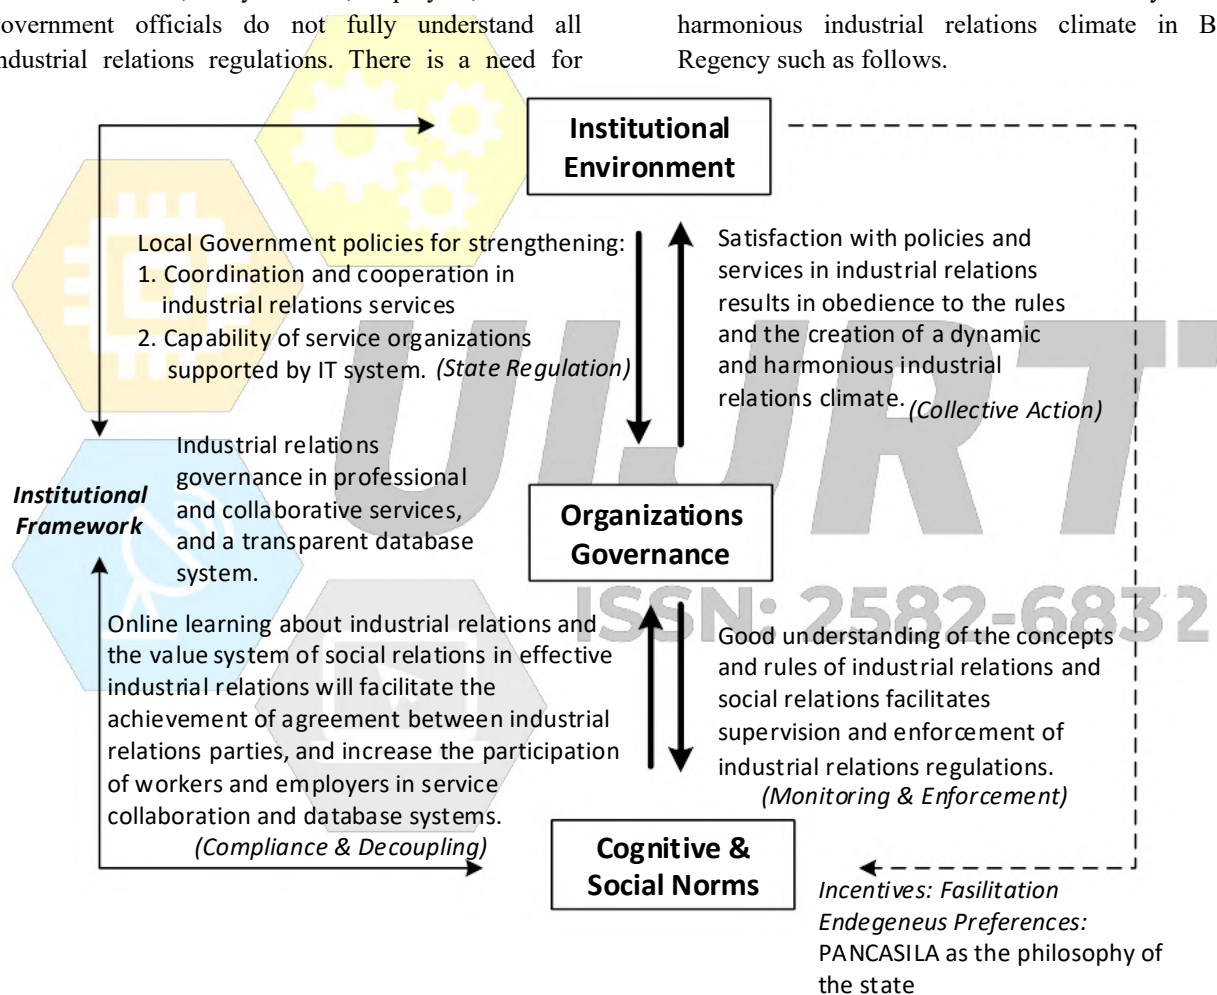 government officials do not fully understand all
industrial relations regulations. There is a need for
harmonious industrial relations climate in B
Regency such as follows.
Institutional
Environment
Local Government policies for strengthening:
1. Coordination and cooperation in
industrial relations services
2. Capability of service organizations
supported by IT system. (State Regulation)
Satisfaction with policies and
services in industrial relations
results in obedience to the rules
and the creation of a dynamic
and harmonious industrial
relations climate. (Collective Action)
Institutional
Framework
Industrial relations
governance in professional
and collaborative services,
and a transparent database
system.
Organizations
Governance
UIJRT
ISSN: 2582-6832
Online learning about industrial relations and
the value system of social relations in effective
industrial relations will facilitate the
achievement of agreement between industrial
relations parties, and increase the participation
of workers and employers in service
collaboration and database systems.
(Compliance & Decoupling)
Good understanding of the concepts
and rules of industrial relations and
social relations facilitates
supervision and enforcement of
industrial relations regulations.
(Monitoring & Enforcement)
Cognitive &
Social Norms
Incentives: Fasilitation
Endegeneus Preferences:
PANCASILA as the philosophy of
the state